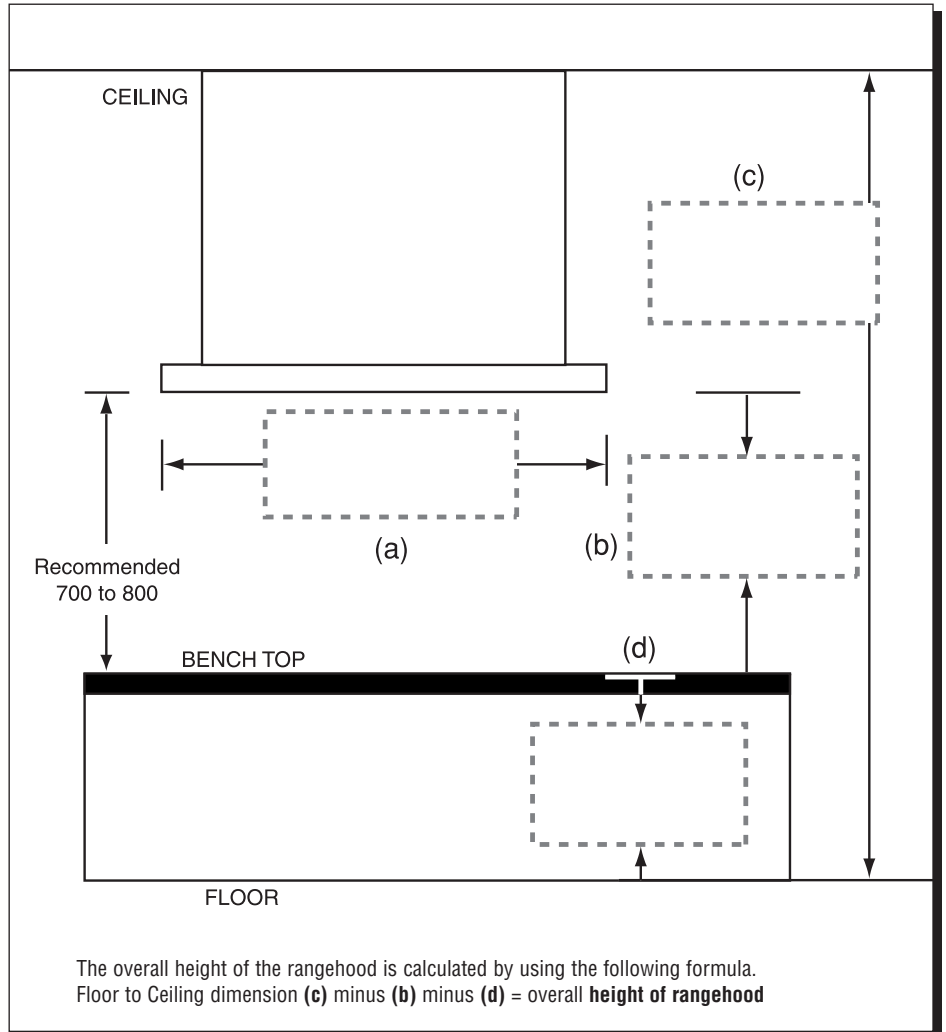 CEILING
(c)
(a)
(b)
Recommended
700 to 800
BENCH TOP
(d)
FLOOR
The overall height of the rangehood is calculated by using the following formula.
Floor to Ceiling dimension (c) minus (b) minus (d) = overall height of rangehood